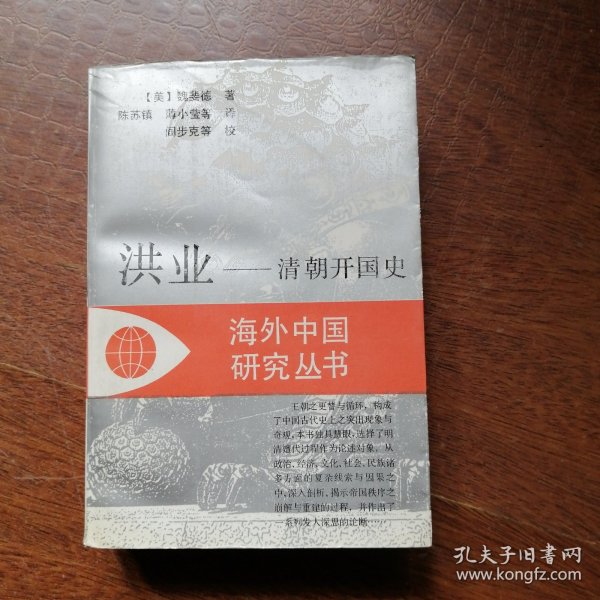 【美】魏斐德 著
陈苏镇 薄小莹等 译
阎步克等 校
洪业——清朝开国史
海外中国
研究丛书
王朝之更替与循环，构成
了中国古代史上之突出现象与
奇观，本书独具慧眼，选择了明
清嬗代过程作为论述对象，从
政治、经济、文化、社会、民族诸
多方面的复杂线索与因果之
中，深入剖析、揭示帝国秩序之
崩解与重建的过程，并作出了
一系列发人深思的论断……
孔夫子旧书网
www.kongfz.com